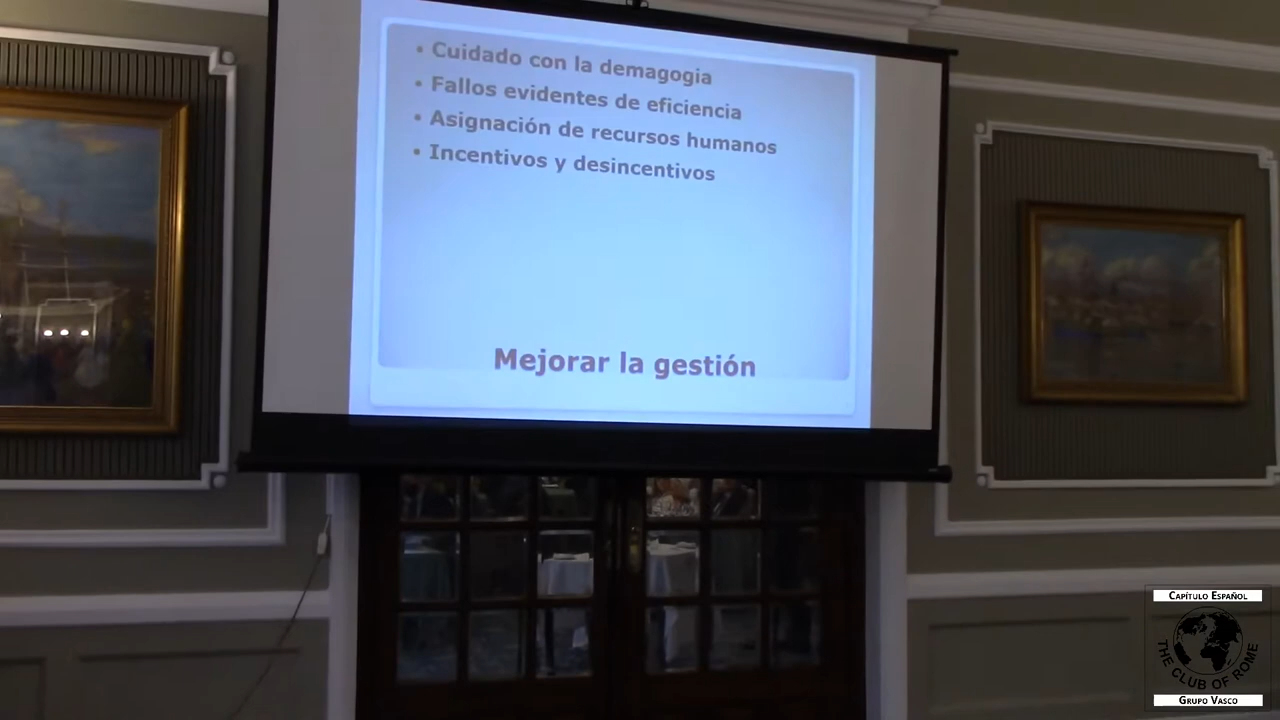 • Cuidado con la demagogia
• Fallos evidentes de eficiencia
• Asignación de recursos humanos
• Incentivos y desincentivos
Mejorar la gestión
Capítulo Español
THE CLUB OF ROME
Grupo Vasco